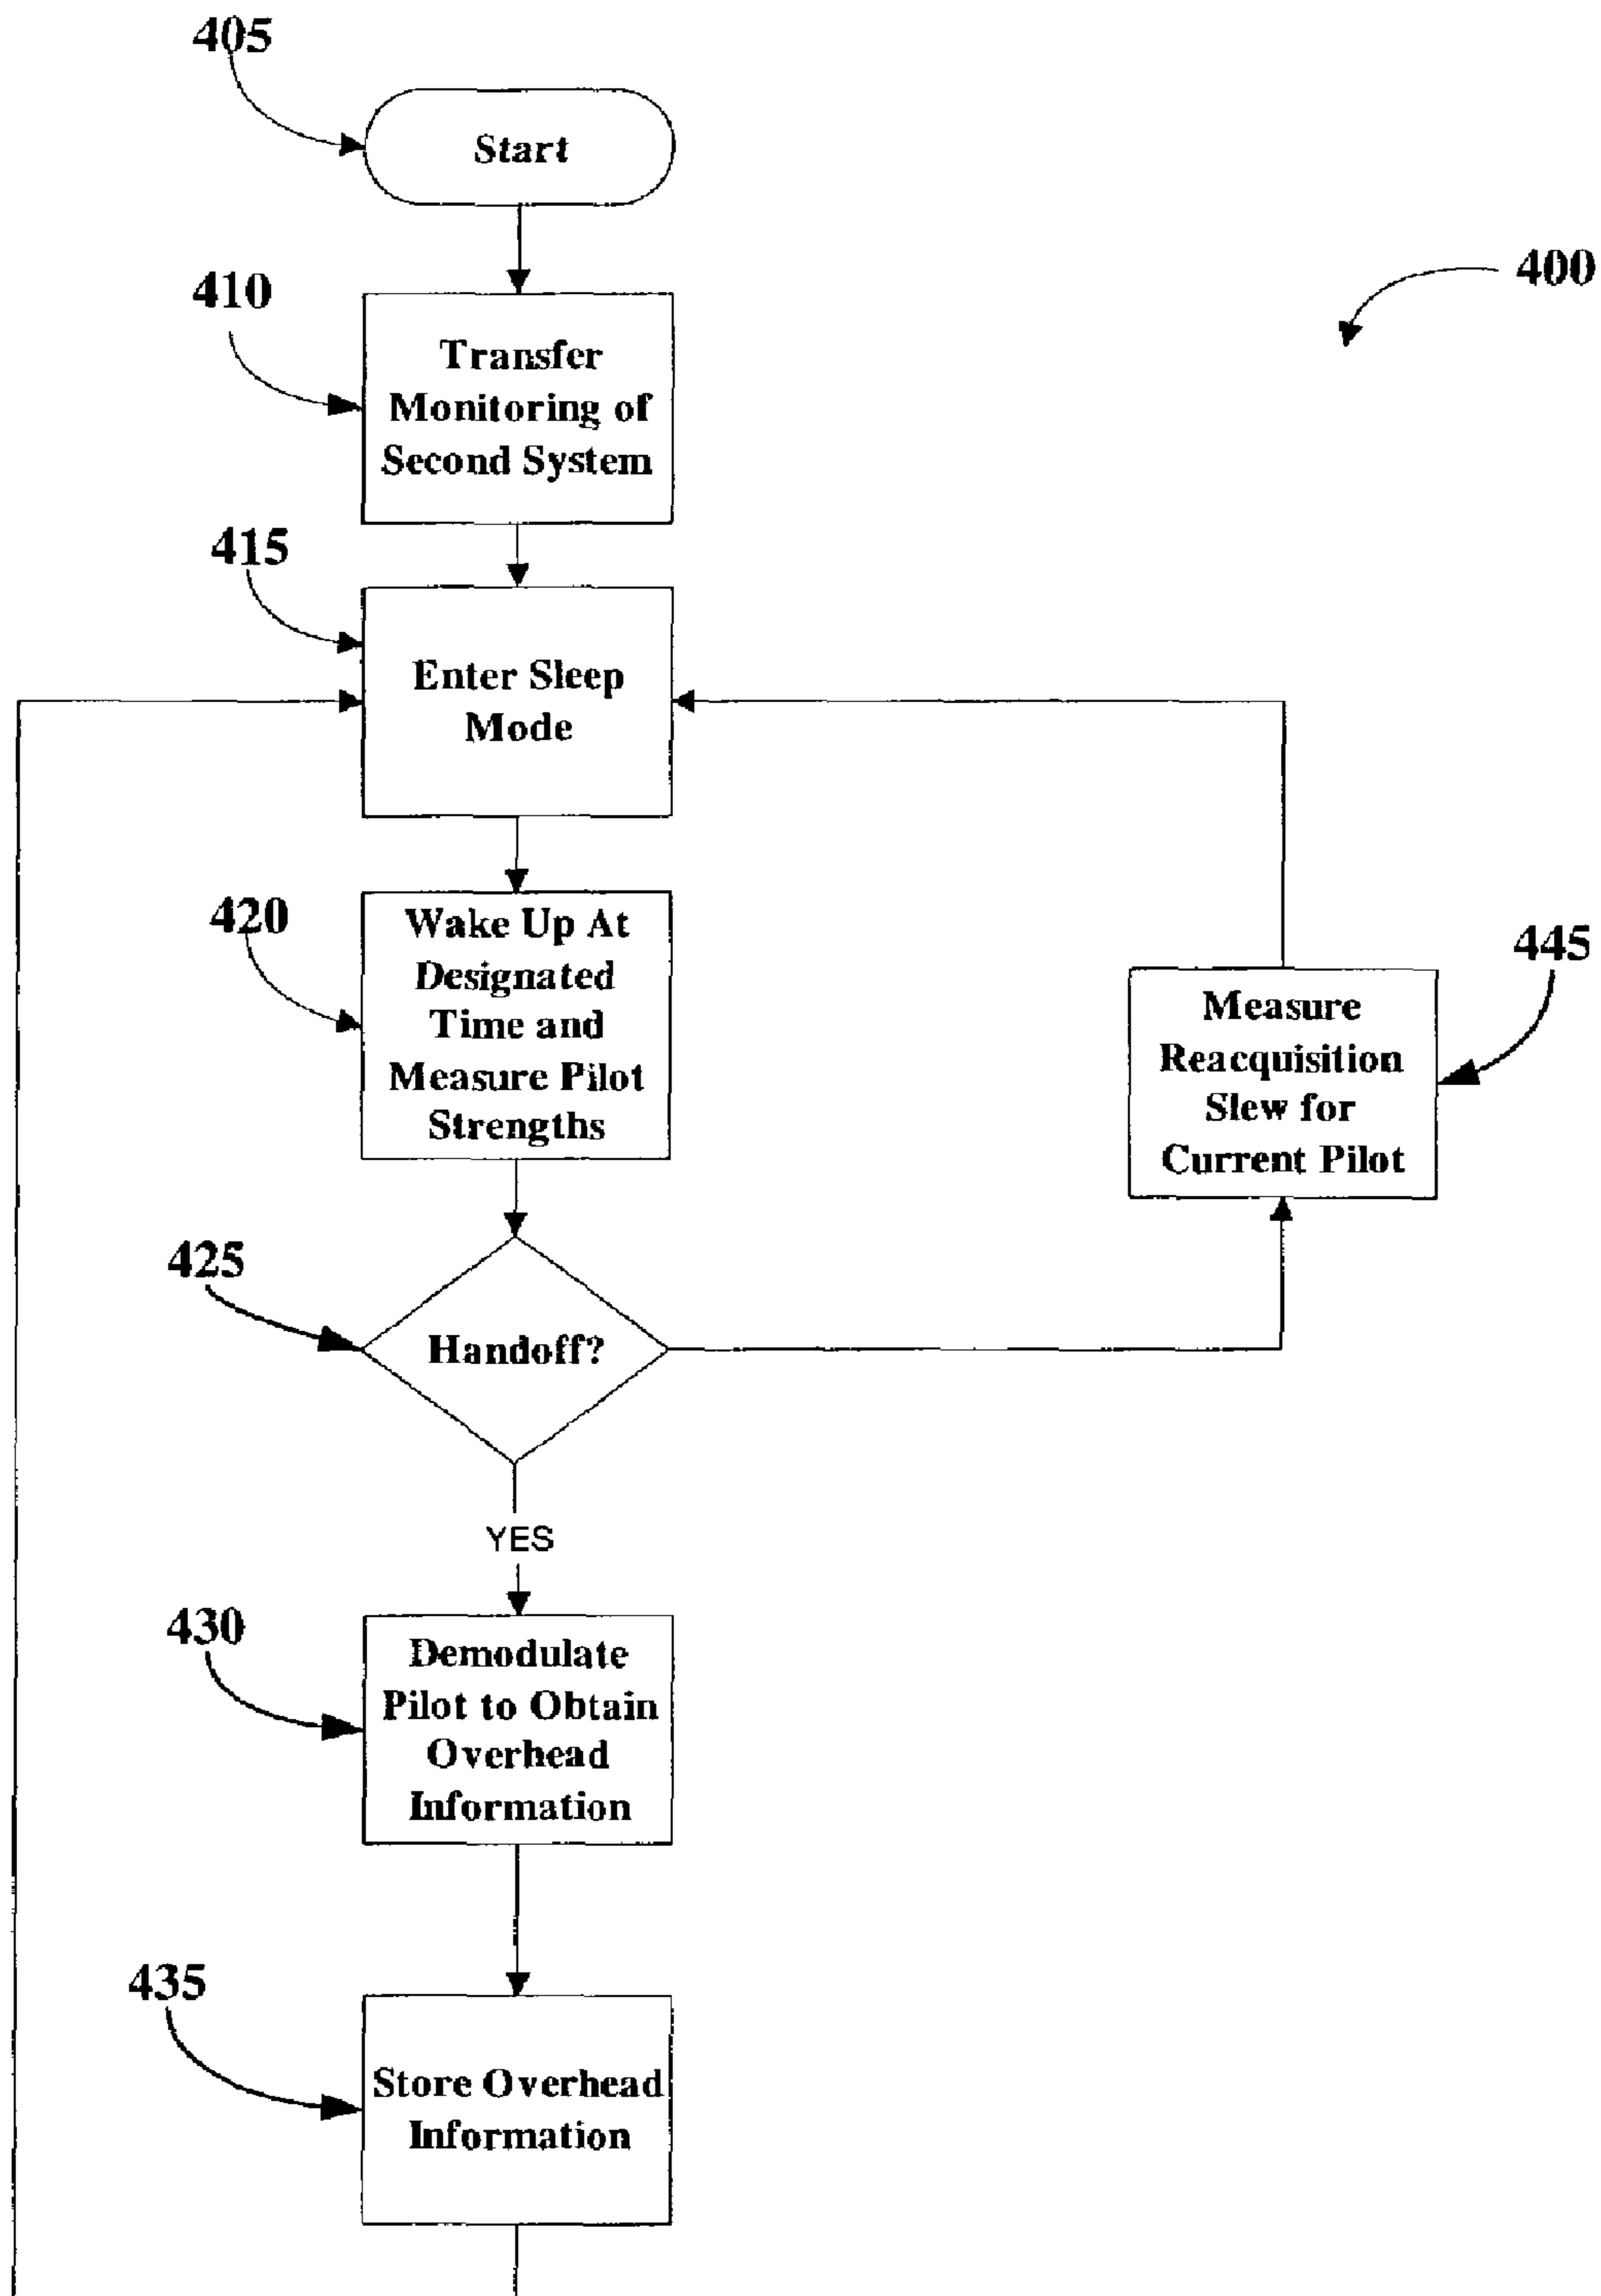 405
Start
400
410
Transfer
Monitoring of
Second System
415
Enter Sleep
Mode
420
Wake Up At
Designated
Time and
Measure Pilot
Strengths
445
Measure
Reacquisition
Slew for
Current Pilot
425
Handoff?
YES
430
Demodulate
Pilot to Obtain
Overhead
Information
435
Store Overhead
Information